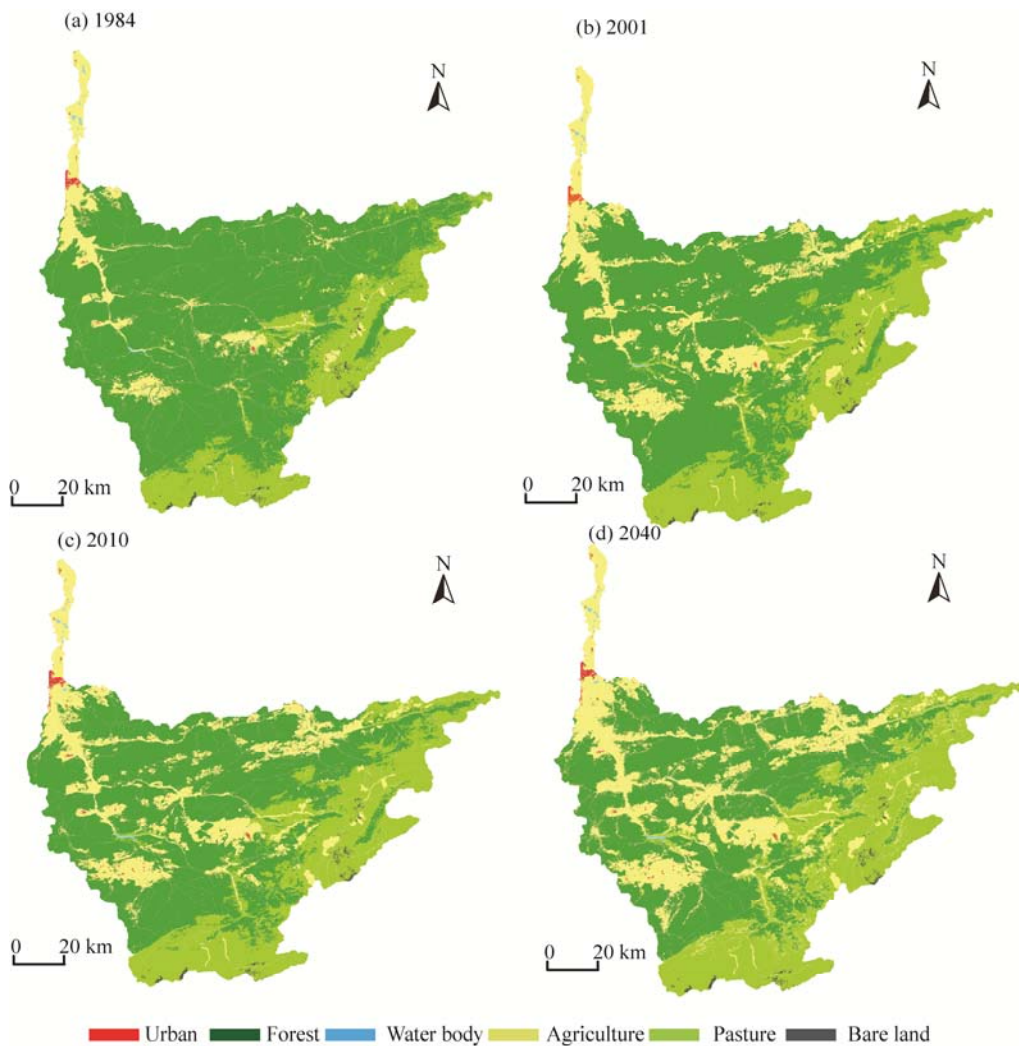 (a) 1984
(b) 2001
N
N
0 20 km
0 20 km
(c) 2010
(d) 2040
N
N
0 20 km
0 20 km
Urban Forest Water body Agriculture Pasture Bare land